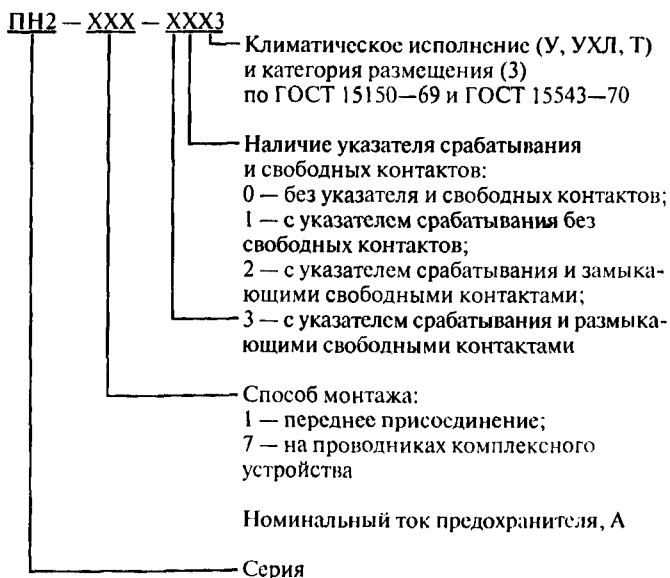 ПН2 – ХХХ – ХХХ3
Климатическое исполнение (У, УХЛ, Т)
и категория размещения (3)
по ГОСТ 15150—69 и ГОСТ 15543—70
Наличие указателя срабатывания
и свободных контактов:
0 — без указателя и свободных контактов;
1 — с указателем срабатывания без
свободных контактов;
2 — с указателем срабатывания и замыка-
ющими свободными контактами;
3 — с указателем срабатывания и размыка-
ющими свободными контактами
Способ монтажа:
1 — переднее присоединение;
7 — на проводниках комплексного
устройства
Номинальный ток предохранителя, А
Серия